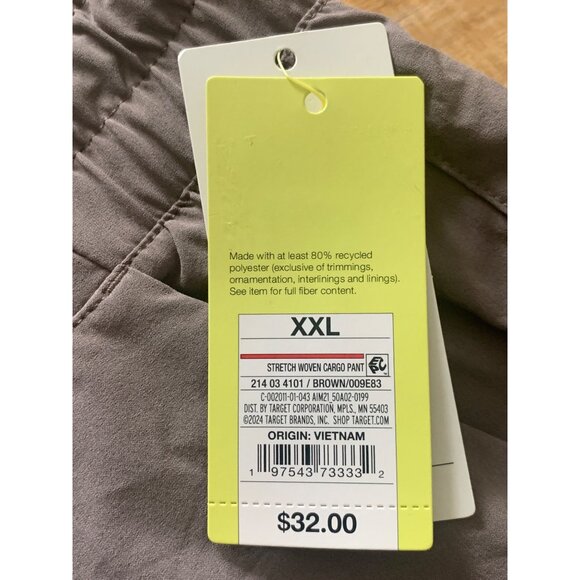 Made with at least 80% recycled
polyester (exclusive of trimmings,
ornamentation, interlinings and linings).
See item for full fiber content.
XXL
STRETCH WOVEN CARGO PANT
214 03 4101 / BROWN/009E83
C-002011-01-043 AIM21 50A02-0199
DIST. BY TARGET CORPORATION, MPLS., MN 55403
©2024 TARGET BRANDS, INC. SHOP TARGET.COM
ORIGIN: VIETNAM
1 97543 73333 2
$32.00